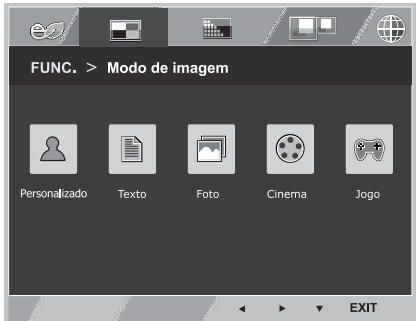 FUNC. > Modo de imagem
Personalizado Texto Foto Cinema Jogo
EXIT